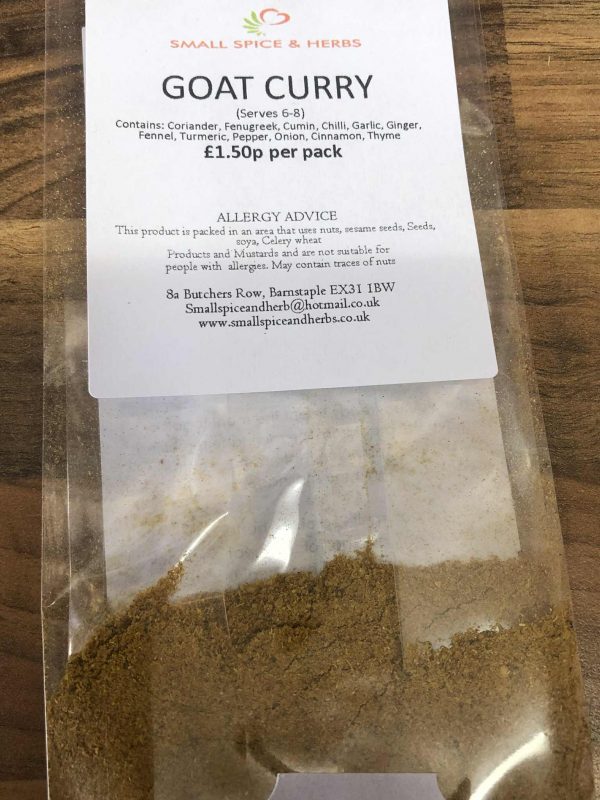 SMALL SPICE & HERBS
GOAT CURRY
(Serves 6-8)
Contains: Coriander, Fenugreek, Cumin, Chilli, Garlic, Ginger,
Fennel, Turmeric, Pepper, Onion, Cinnamon, Thyme
£1.50p per pack
ALLERGY ADVICE
This product is packed in an area that uses nuts, sesame seeds, Seeds,
soya, Celery wheat
Products and Mustards and are not suitable for
people with allergies. May contain traces of nuts
8a Butchers Row, Barnstaple EX31 1BW
Smallspiceandherb@hotmail.co.uk
www.smallspiceandherbs.co.uk